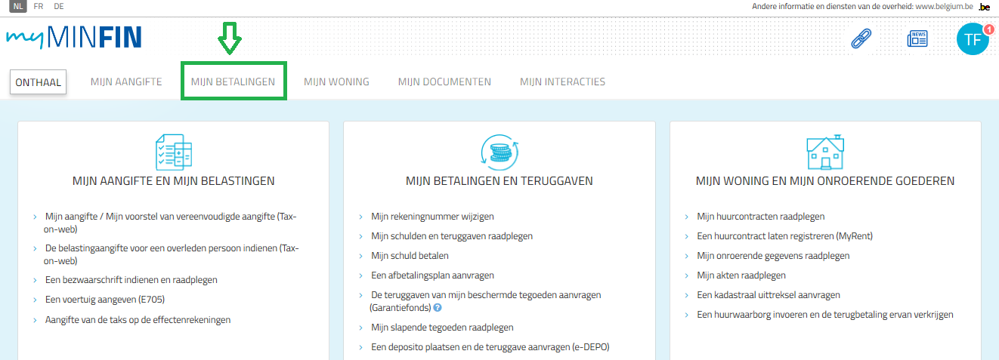 NL FR DE
Andere informatie en diensten van de overheid: www.belgium.be .be
myMINFIN
NEWS
TF
1
ONTHAAL MIJN AANGIFTE MIJN BETALINGEN MIJN WONING MIJN DOCUMENTEN MIJN INTERACTIES
MIJN AANGIFTE EN MIJN BELASTINGEN
Mijn aangifte / Mijn voorstel van vereenvoudigde aangifte (Tax-
on-web)
De belastingaangifte voor een overleden persoon indienen (Tax-
on-web)
Een bezwaarschrift indienen en raadplegen
Een voertuig aangeven (E705)
Aangifte van de taks op de effectenrekeningen
MIJN BETALINGEN EN TERUGGAVEN
Mijn rekeningnummer wijzigen
Mijn schulden en teruggaven raadplegen
Mijn schuld betalen
Een afbetalingsplan aanvragen
De teruggaven van mijn beschermde tegoeden aanvragen
(Garantiefonds) ?
Mijn slapende tegoeden raadplegen
Een deposito plaatsen en de teruggave aanvragen (e-DEPO)
MIJN WONING EN MIJN ONROERENDE GOEDEREN
Mijn huurcontracten raadplegen
Een huurcontract laten registreren (MyRent)
Mijn onroerende gegevens raadplegen
Mijn akten raadplegen
Een kadastraal uittreksel aanvragen
Een huurwaarborg invoeren en de terugbetaling ervan verkrijgen